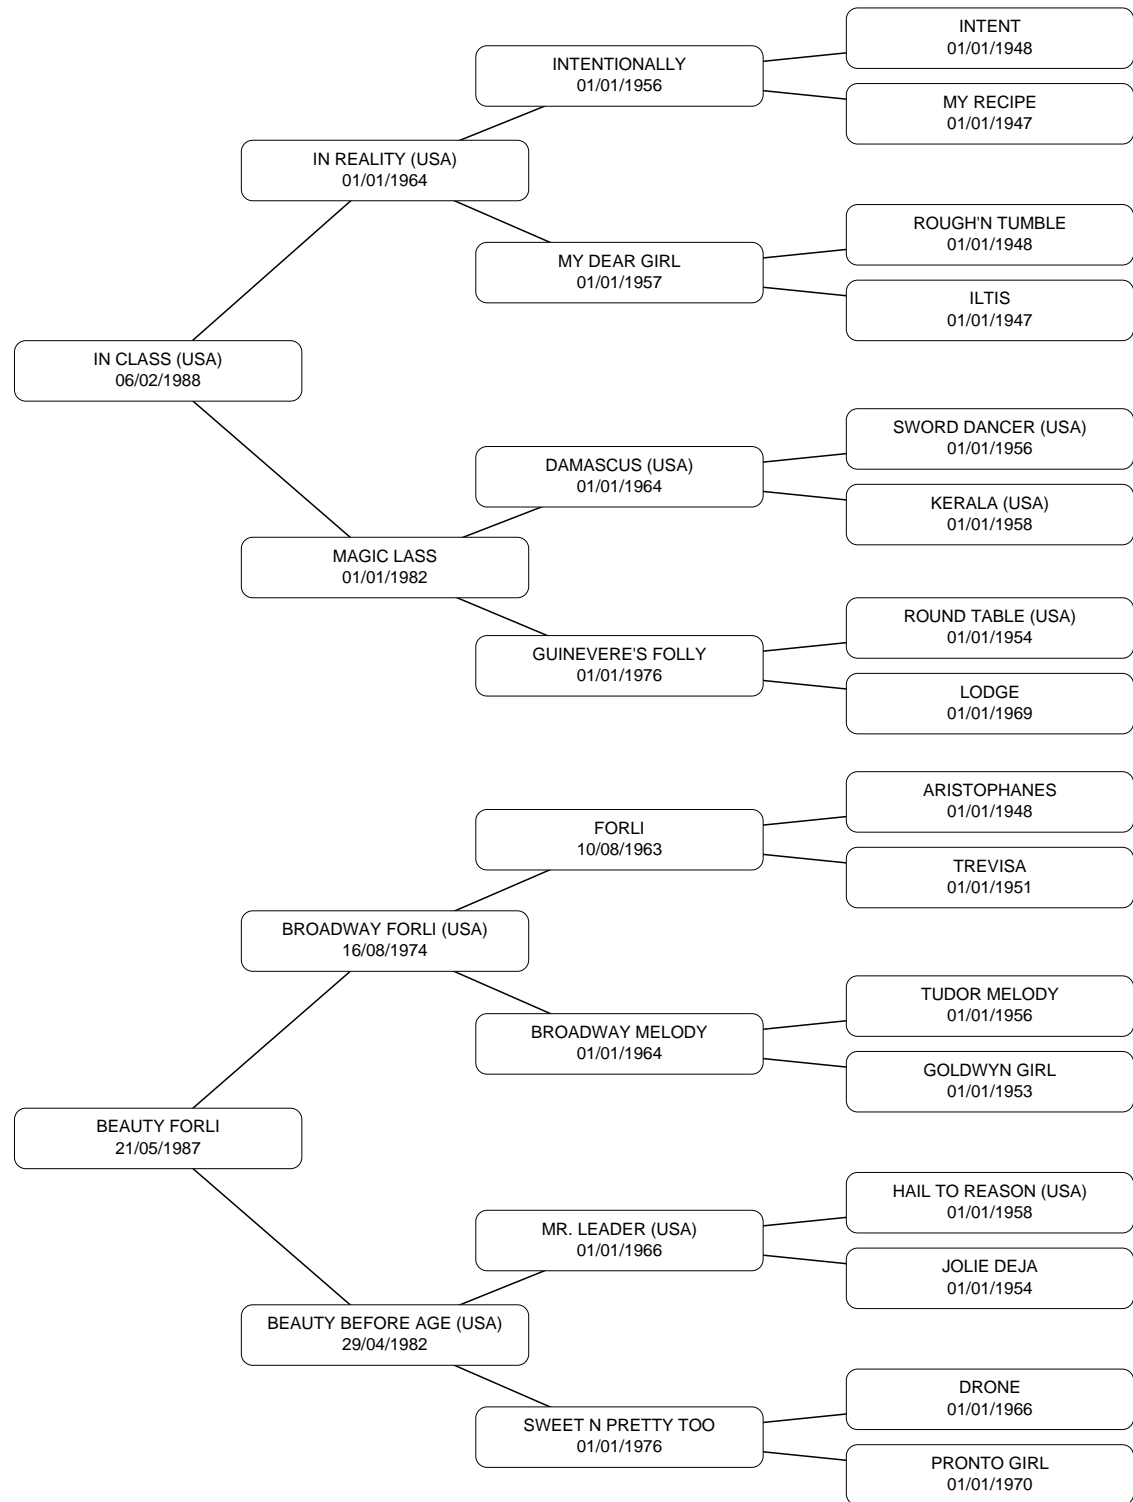 INTENT
01/01/1948
INTENTIONALLY
01/01/1956
MY RECIPE
01/01/1947
IN REALITY (USA)
01/01/1964
ROUGH'N TUMBLE
01/01/1948
MY DEAR GIRL
01/01/1957
ILTIS
01/01/1947
IN CLASS (USA)
06/02/1988
SWORD DANCER (USA)
01/01/1956
DAMASCUS (USA)
01/01/1964
KERALA (USA)
01/01/1958
MAGIC LASS
01/01/1982
ROUND TABLE (USA)
01/01/1954
GUINEVERE'S FOLLY
01/01/1976
LODGE
01/01/1969
ARISTOPHANES
01/01/1948
FORLI
10/08/1963
TREVISA
01/01/1951
BROADWAY FORLI (USA)
16/08/1974
TUDOR MELODY
01/01/1956
BROADWAY MELODY
01/01/1964
GOLDWYN GIRL
01/01/1953
BEAUTY FORLI
21/05/1987
HAIL TO REASON (USA)
01/01/1958
MR. LEADER (USA)
01/01/1966
JOLIE DEJA
01/01/1954
BEAUTY BEFORE AGE (USA)
29/04/1982
DRONE
01/01/1966
SWEET N PRETTY TOO
01/01/1976
PRONTO GIRL
01/01/1970